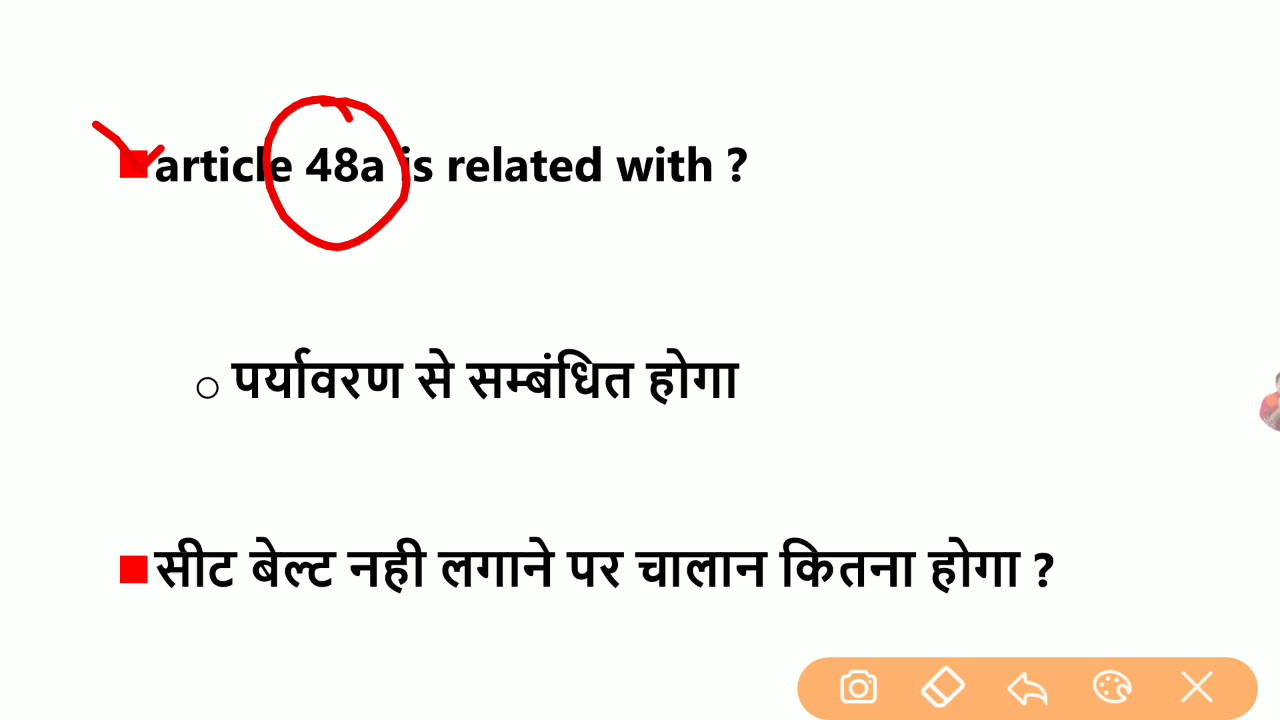 article 48a is related with ?
पर्यावरण से सम्बंधित होगा
सीट बेल्ट नही लगाने पर चालान कितना होगा ?